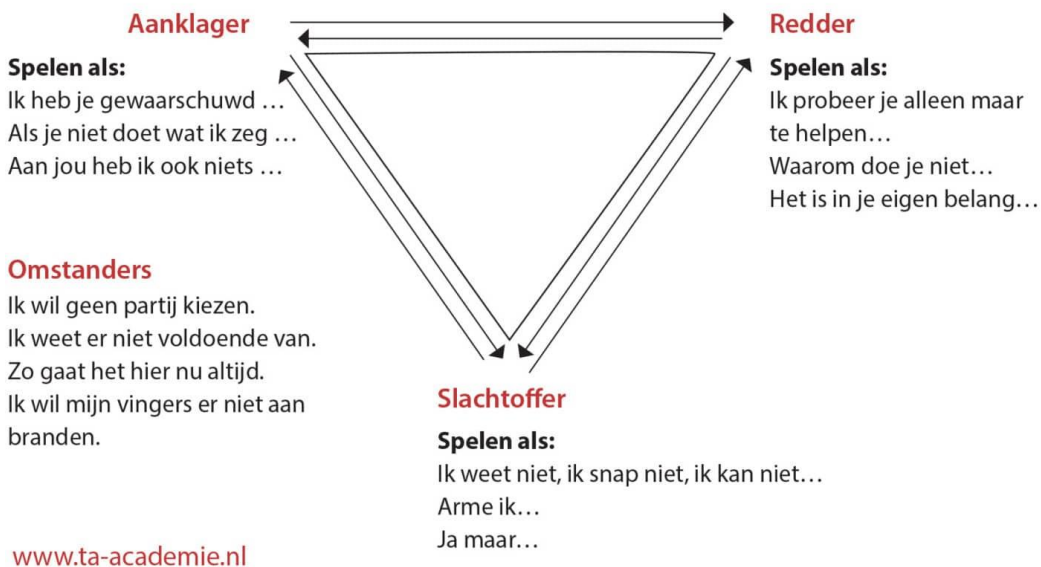 Aanklager
Spelen als:
Ik heb je gewaarschuwd …
Als je niet doet wat ik zeg …
Aan jou heb ik ook niets …
Redder
Spelen als:
Ik probeer je alleen maar
te helpen…
Waarom doe je niet…
Het is in je eigen belang…
Omstanders
Ik wil geen partij kiezen.
Ik weet er niet voldoende van.
Zo gaat het hier nu altijd.
Ik wil mijn vingers er niet aan
branden.
Slachtoffer
Spelen als:
Ik weet niet, ik snap niet, ik kan niet…
Arme ik…
Ja maar…
www.ta-academie.nl